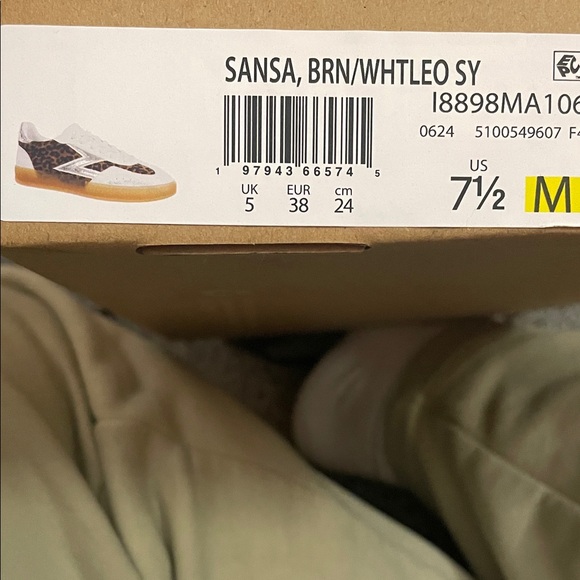 SANSA, BRN/WHTLEO SY
I8898MA106
0624 5100549607 F4
1 97943 66574 5
UK EUR cm
5 38 24
US
7½ M